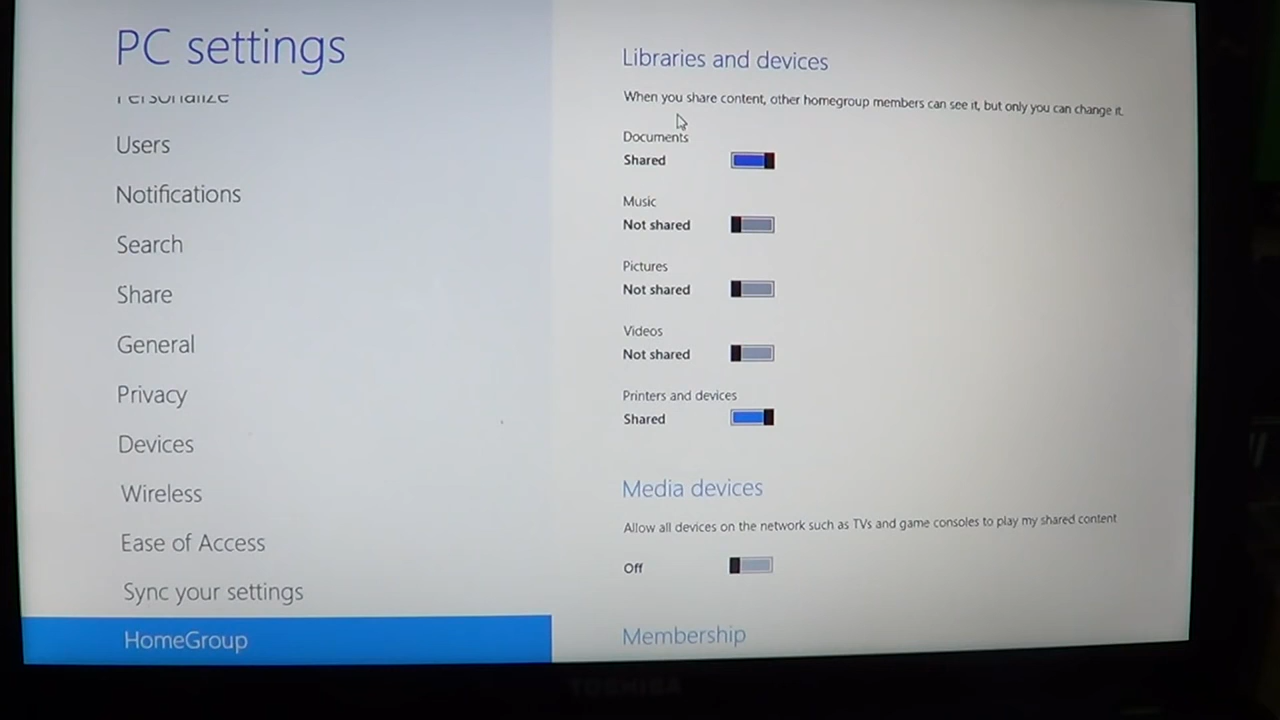 PC settings
Personalize
Users
Notifications
Search
Share
General
Privacy
Devices
Wireless
Ease of Access
Sync your settings
HomeGroup
Libraries and devices
When you share content, other homegroup members can see it, but only you can change it.
Documents
Shared
Music
Not shared
Pictures
Not shared
Videos
Not shared
Printers and devices
Shared
Media devices
Allow all devices on the network such as TVs and game consoles to play my shared content
Off
Membership
TOSHIBA